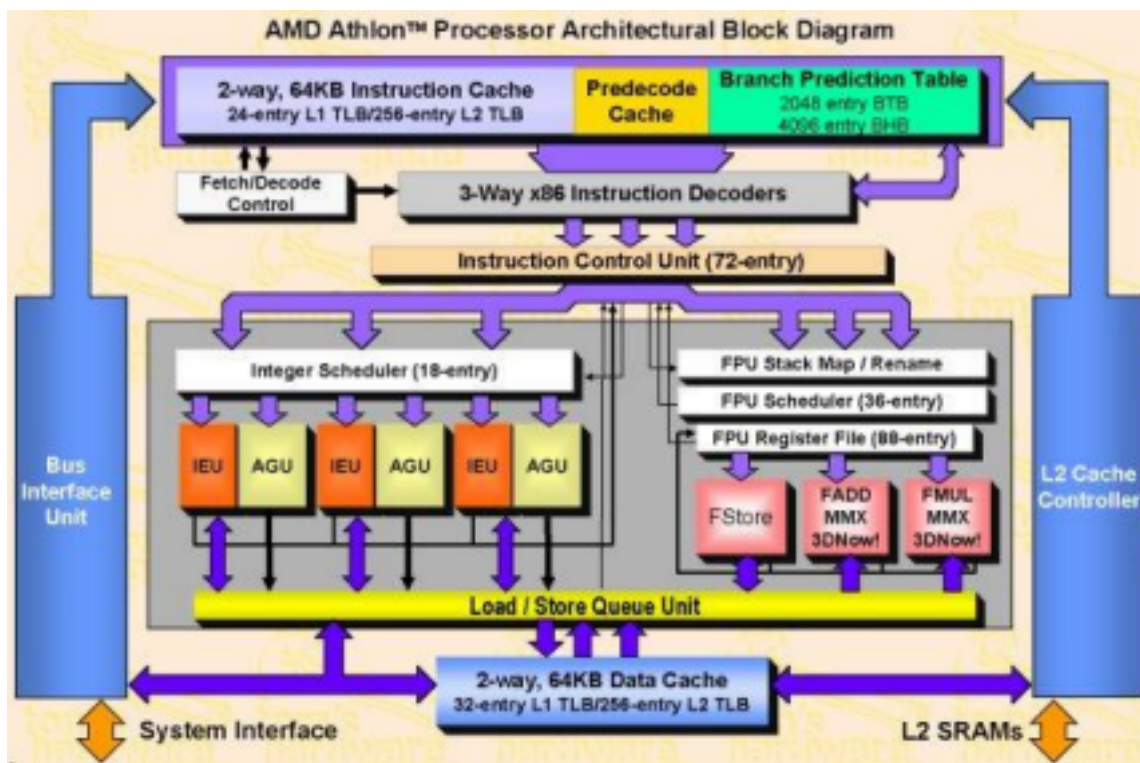 AMD Athlon™ Processor Architectural Block Diagram
2-way, 64KB Instruction Cache
24-entry L1 TLB/256-entry L2 TLB
Predecode
Cache
Branch Prediction Table
2048 entry BTB
4096 entry BHB
Fetch/Decode
Control
3-Way x86 Instruction Decoders
Instruction Control Unit (72-entry)
Integer Scheduler (18-entry)
FPU Stack Map / Rename
FPU Scheduler (36-entry)
FPU Register File (88-entry)
Bus
Interface
Unit
IEU
AGU
IEU
AGU
IEU
AGU
FStore
FADD
MMX
3DNow!
FMUL
MMX
3DNow!
L2 Cache
Controller
Load / Store Queue Unit
2-way, 64KB Data Cache
32-entry L1 TLB/256-entry L2 TLB
System Interface
L2 SRAMs